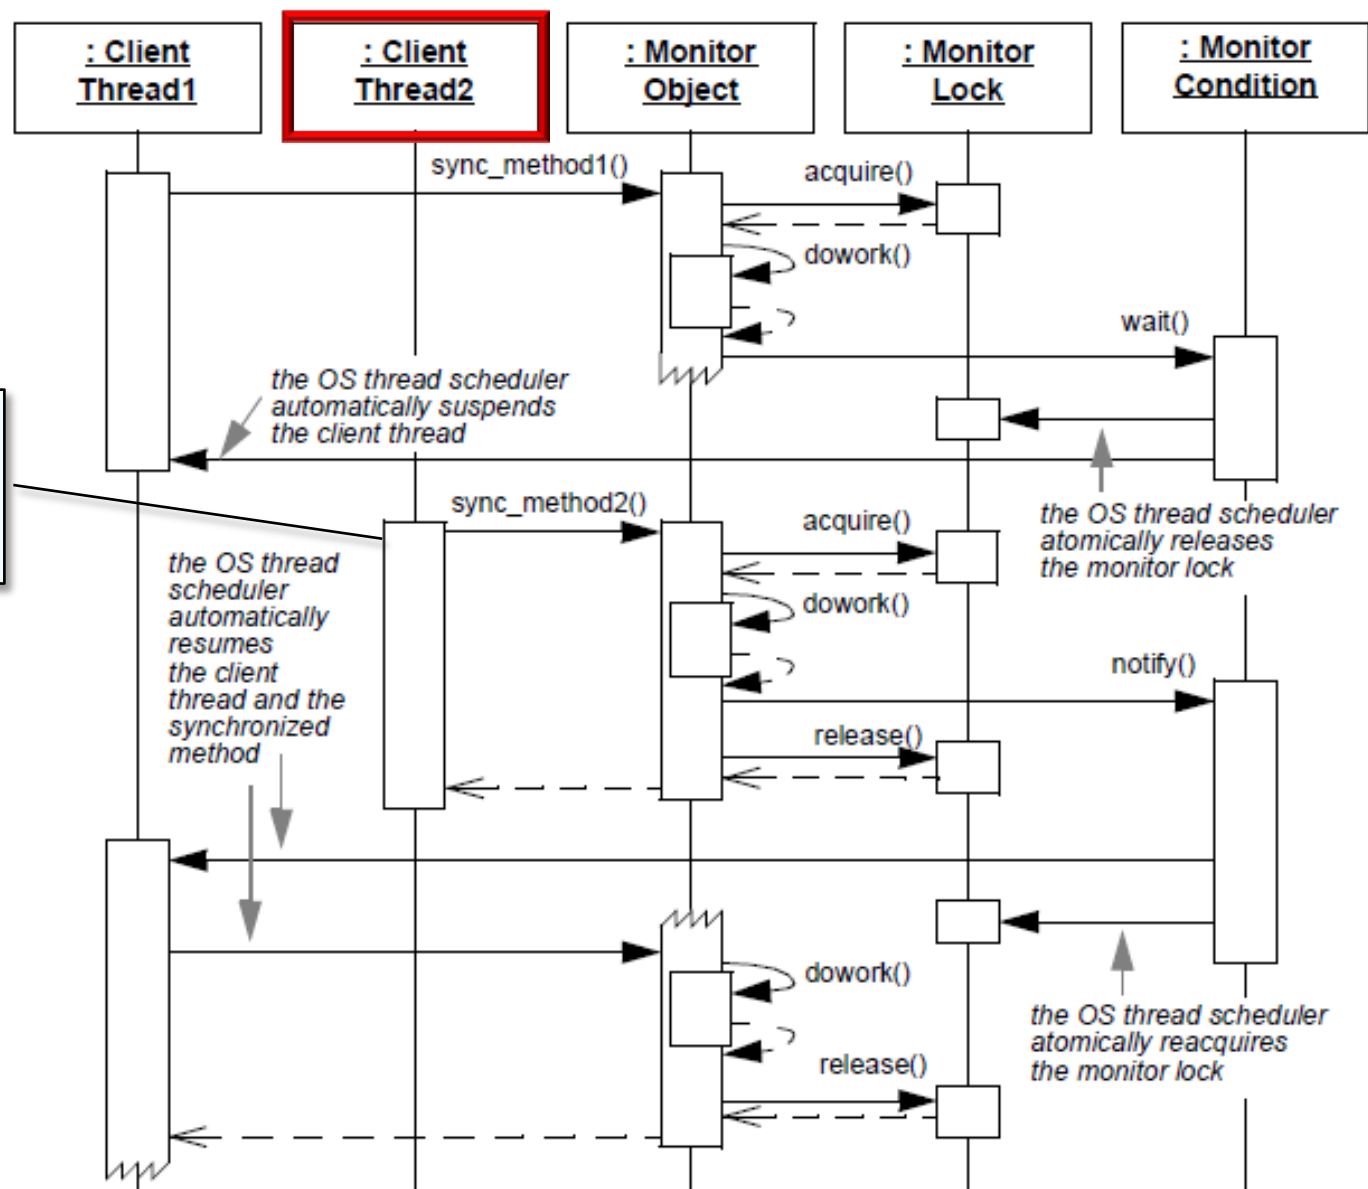 : Client
Thread1
: Client
Thread2
: Monitor
Object
: Monitor
Lock
: Monitor
Condition
sync_method1()
acquire()
dowork()
wait()
the OS thread scheduler
automatically suspends
the client thread
sync_method2()
acquire()
the OS thread scheduler
atomically releases
the monitor lock
the OS thread
scheduler
automatically
resumes
the client
thread and the
synchronized
method
dowork()
notify()
release()
dowork()
the OS thread scheduler
atomically reacquires
the monitor lock
release()